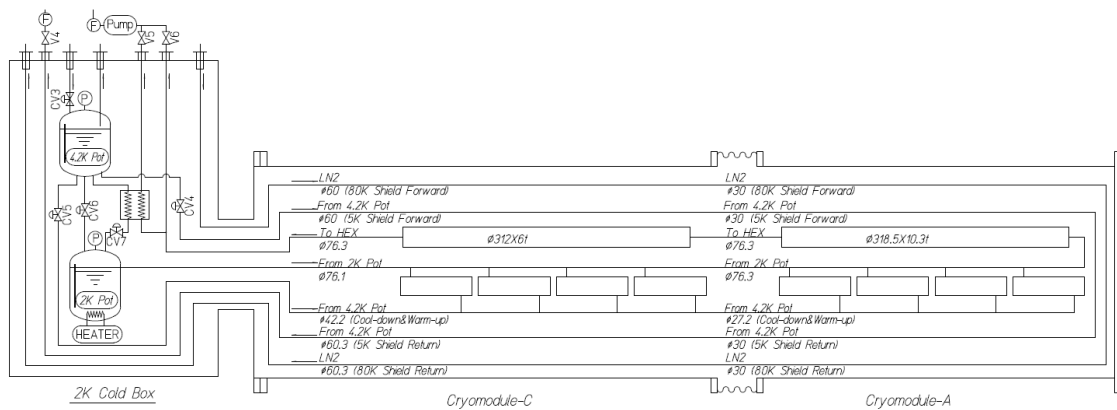 F
F
Pump
V4
V5
V6
CV3
P
4.2K Pot
CV5
CV6
CV4
CV7
P
2K Pot
HEATER
2K Cold Box
LN2
ø60 (80K Shield Forward)
From 4.2K Pot
ø60 (5K Shield Forward)
To HEX
ø76.3
ø312X6t
From 2K Pot
ø76.1
From 4.2K Pot
ø42.2 (Cool-down&Warm-up)
From 4.2K Pot
ø60.3 (5K Shield Return)
LN2
ø60.3 (80K Shield Return)
Cryomodule-C
LN2
ø30 (80K Shield Forward)
From 4.2K Pot
ø30 (5K Shield Forward)
To HEX
ø76.3
ø318.5X10.3t
From 2K Pot
ø76.3
From 4.2K Pot
ø27.2 (Cool-down&Warm-up)
From 4.2K Pot
ø30 (5K Shield Return)
LN2
ø30 (80K Shield Return)
Cryomodule-A